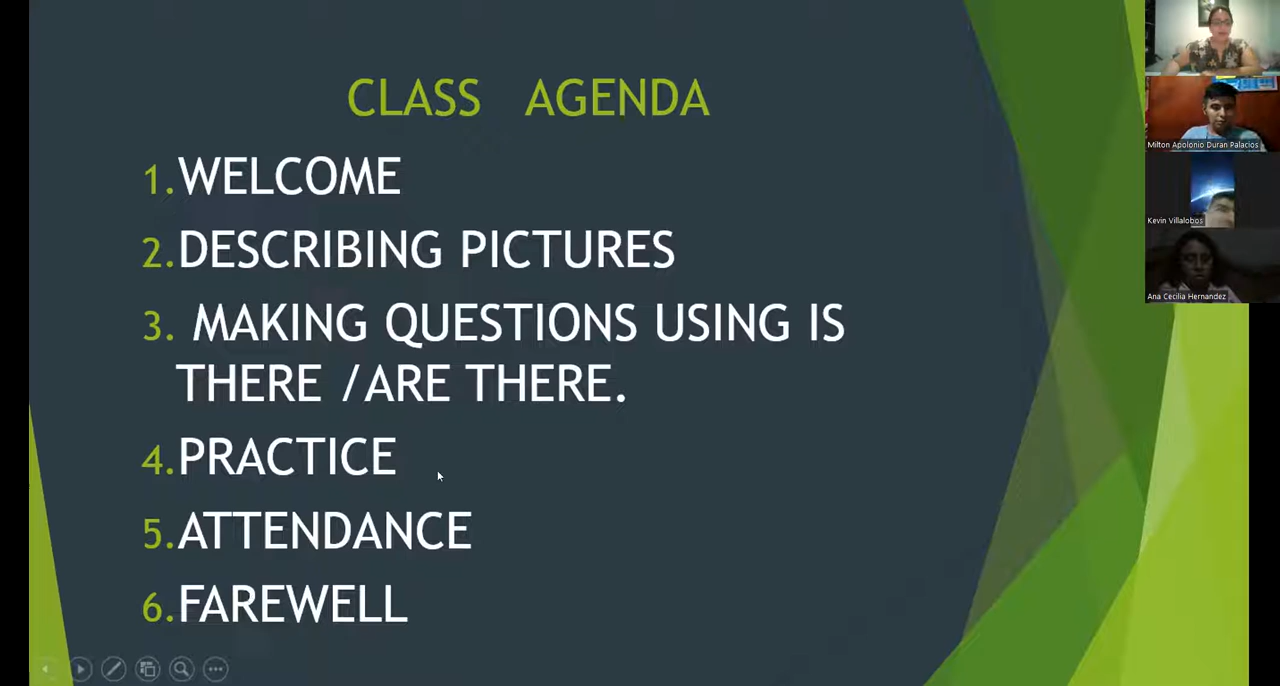 CLASS AGENDA
1. WELCOME
2. DESCRIBING PICTURES
3. MAKING QUESTIONS USING IS
THERE /ARE THERE.
4. PRACTICE
5. ATTENDANCE
6. FAREWELL
Milton Apolonio Duran Palacios
Kevin Villalobos
Ana Cecilia Hernandez